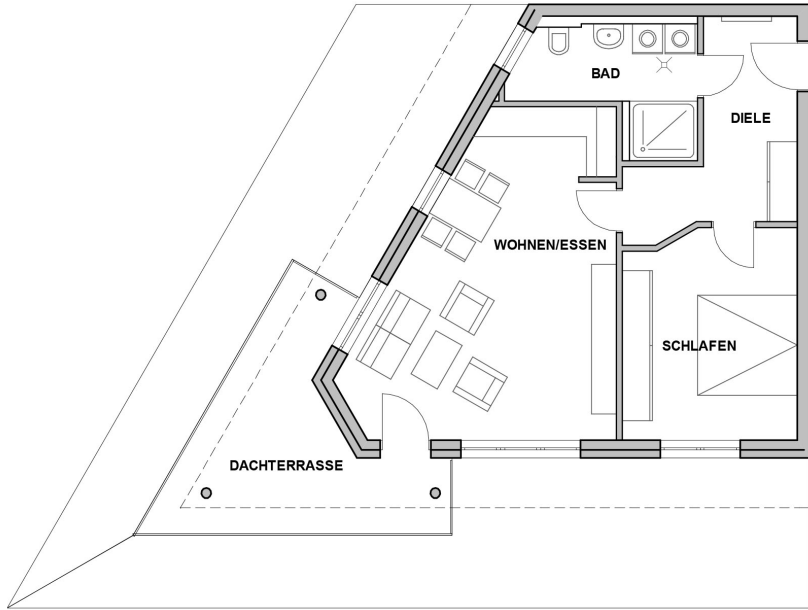 BAD
DIELE
WOHNEN/ESSEN
SCHLAFEN
DACHTERRASSE